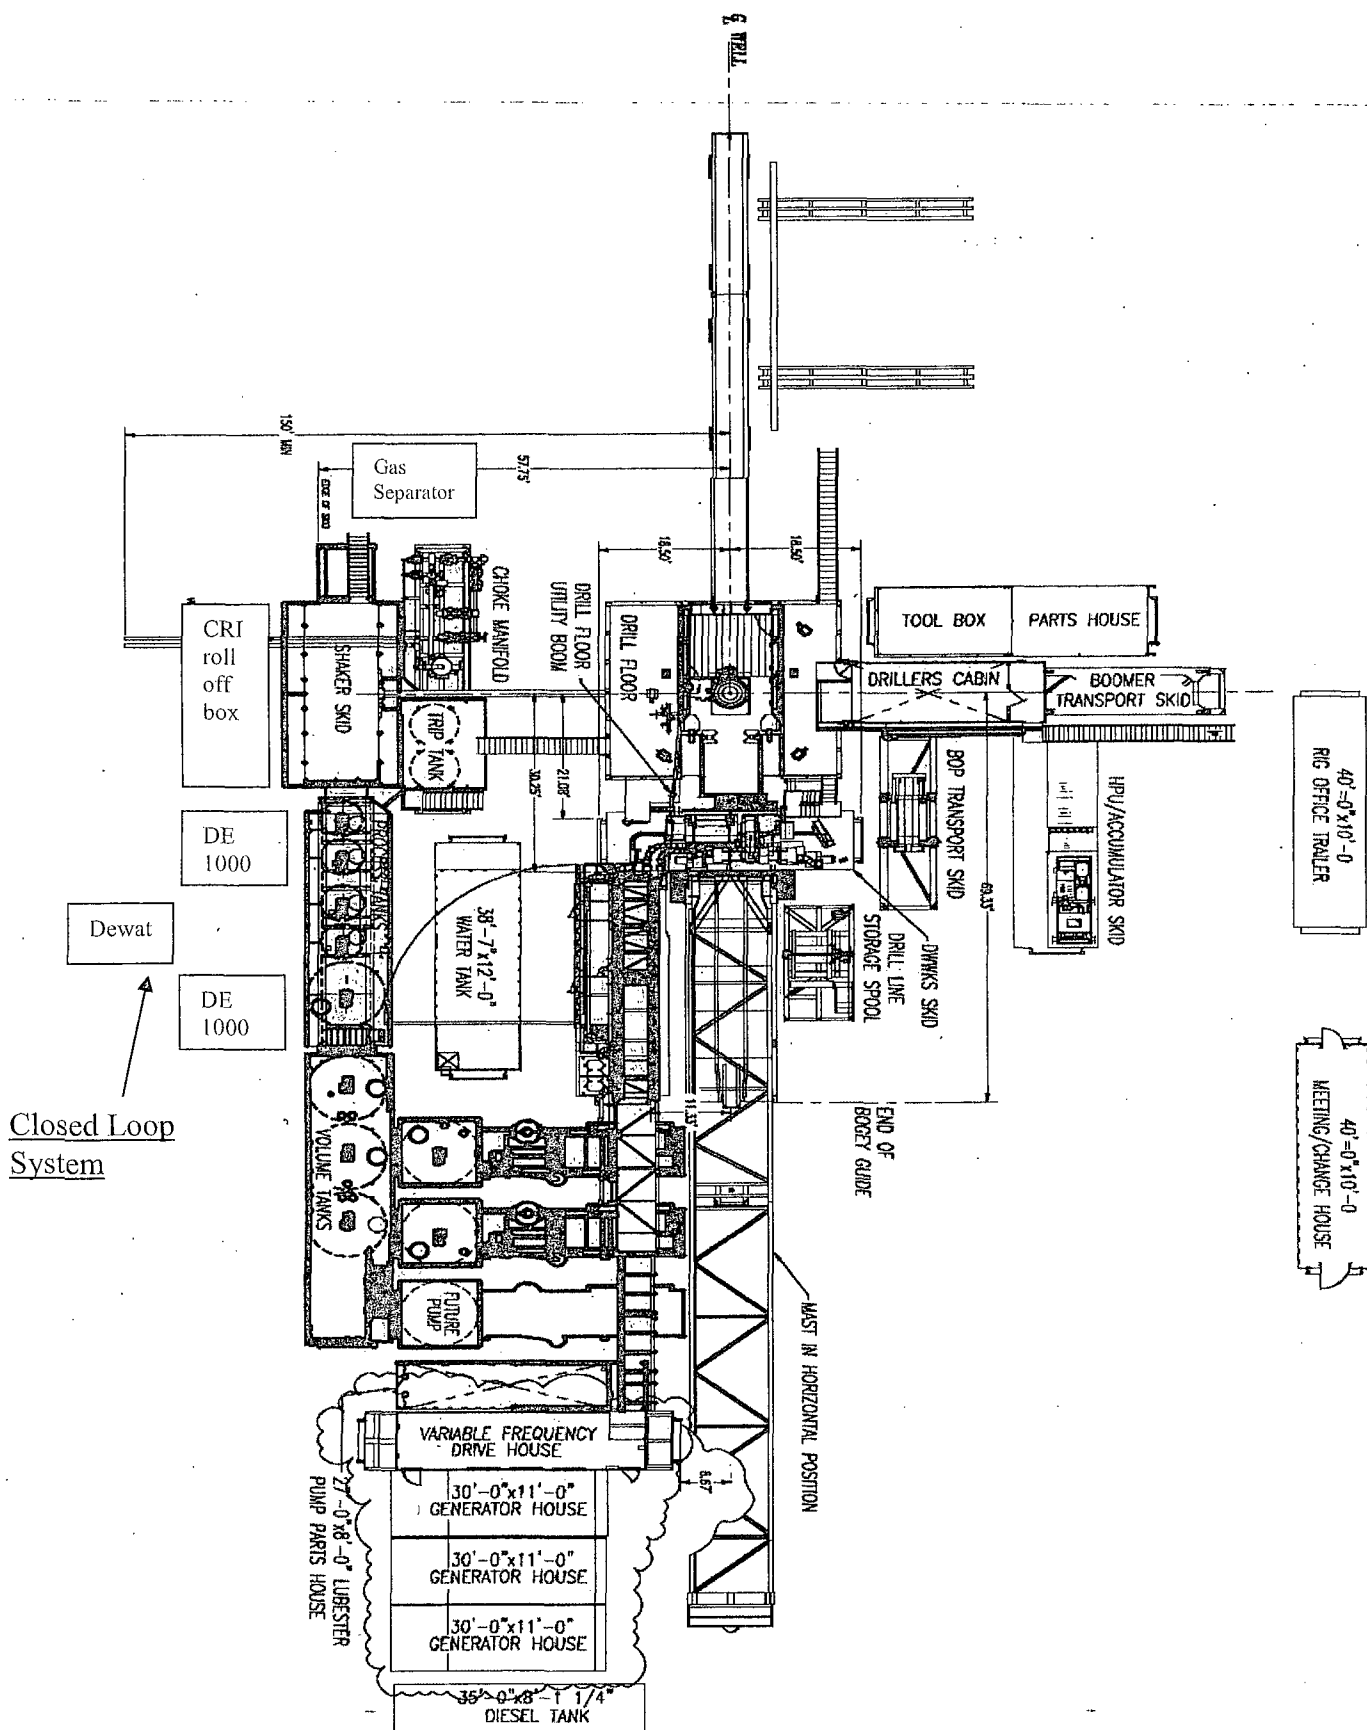 ℄ WELL
150' MIN
57.75'
EDGE OF SKID
Gas
Separator
18.50'
18.50'
CHOKE MANIFOLD
DRILL FLOOR
UTILITY BOOM
DRILL FLOOR
TOOL BOX
PARTS HOUSE
CRI
roll
off
box
SHAKER SKID
DRILLERS CABIN
BOOMER
TRANSPORT SKID
TRIP
TANK
21.08'
30.25'
BOP TRANSPORT SKID
HPU/ACCUMULATOR SKID
69.33'
40'-0"x10'-0
RIG OFFICE TRAILER
DE
1000
PROCESS TANKS
38'-7"x12'-0"
WATER TANK
Dewat
DE
1000
DWWKS SKID
DRILL LINE
STORAGE SPOOL
Closed Loop
System
VOLUME TANKS
11.33'
END OF
BOGEY GUIDE
40'-0"x10'-0
MEETING/CHANGE HOUSE
FUTURE
PUMP
MAST IN HORIZONTAL POSITION
VARIABLE FREQUENCY
DRIVE HOUSE
6.67'
27'-0"x8'-0" LUBESTER
PUMP PARTS HOUSE
30'-0"x11'-0"
GENERATOR HOUSE
30'-0"x11'-0"
GENERATOR HOUSE
30'-0"x11'-0"
GENERATOR HOUSE
35'-0"x8'-1 1/4"
DIESEL TANK